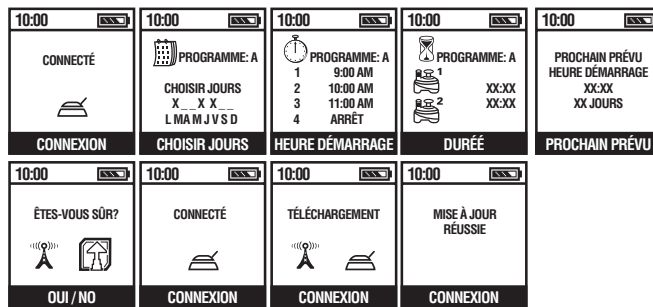 10:00
CONNECTÉ
CONNEXION
10:00
PROGRAMME: A
CHOISIR JOURS
X _ _ X X _ _
L MA M J V S D
CHOISIR JOURS
10:00
PROGRAMME: A
1 9:00 AM
2 10:00 AM
3 11:00 AM
4 ARRÊT
HEURE DÉMARRAGE
10:00
PROGRAMME: A
1 XX:XX
2 XX:XX
DURÉÉ
10:00
PROCHAIN PRÉVU
HEURE DÉMARRAGE
XX:XX
XX JOURS
PROCHAIN PRÉVU
10:00
ÊTES-VOUS SÛR?
OUI / NO
10:00
CONNECTÉ
CONNEXION
10:00
TÉLÉCHARGEMENT
CONNEXION
10:00
MISE À JOUR
RÉUSSIE
CONNEXION